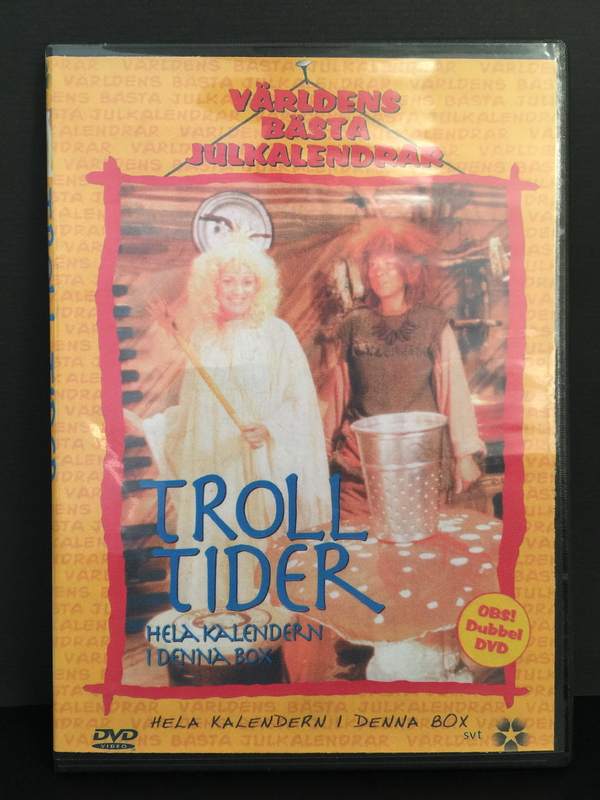 VÄRLDENS
BÄSTA
JULKALENDRAR
TROLL
TIDER
HELA KALENDERN
I DENNA BOX
OBS!
Dubbel
DVD
HELA KALENDERN I DENNA BOX
DVD
VIDEO
svt